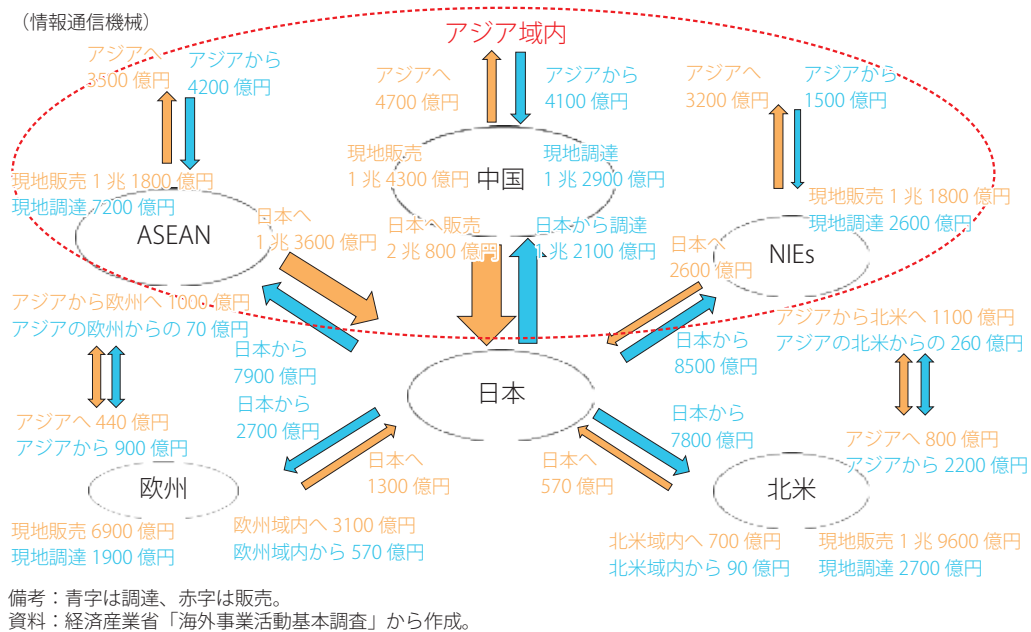 （情報通信機械）
アジア域内
アジアへ
3500 億円
アジアから
4200 億円
アジアへ
4700 億円
アジアから
4100 億円
アジアへ
3200 億円
アジアから
1500 億円
現地販売 1 兆 1800 億円
現地調達 7200 億円
ASEAN
現地販売
1 兆 4300 億円
中国
現地調達
1 兆 2900 億円
現地販売 1 兆 1800 億円
現地調達 2600 億円
NIEs
日本へ
1 兆 3600 億円
日本へ販売
2 兆 800 億円
日本から調達
1 兆 2100 億円
日本へ
2600 億円
アジアから欧州へ 1000 億円
アジアの欧州からの 70 億円
日本から
7900 億円
日本から
8500 億円
アジアから北米へ 1100 億円
アジアの北米からの 260 億円
日本
アジアへ 440 億円
アジアから 900 億円
日本から
2700 億円
日本へ
1300 億円
日本へ
570 億円
日本から
7800 億円
アジアへ 800 億円
アジアから 2200 億円
欧州
北米
現地販売 6900 億円
現地調達 1900 億円
欧州域内へ 3100 億円
欧州域内から 570 億円
北米域内へ 700 億円
北米域内から 90 億円
現地販売 1 兆 9600 億円
現地調達 2700 億円
備考：青字は調達、赤字は販売。
資料：経済産業省「海外事業活動基本調査」から作成。